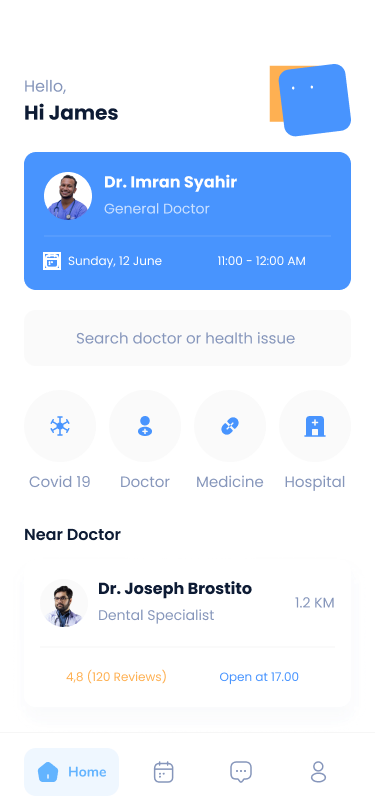 Hello,
Hi James
Dr. Imran Syahir
General Doctor
Sunday, 12 June
11:00 - 12:00 AM
Search doctor or health issue
Covid 19
Doctor
Medicine
Hospital
Near Doctor
Dr. Joseph Brostito
Dental Specialist
1.2 KM
4,8 (120 Reviews)
Open at 17.00
Home